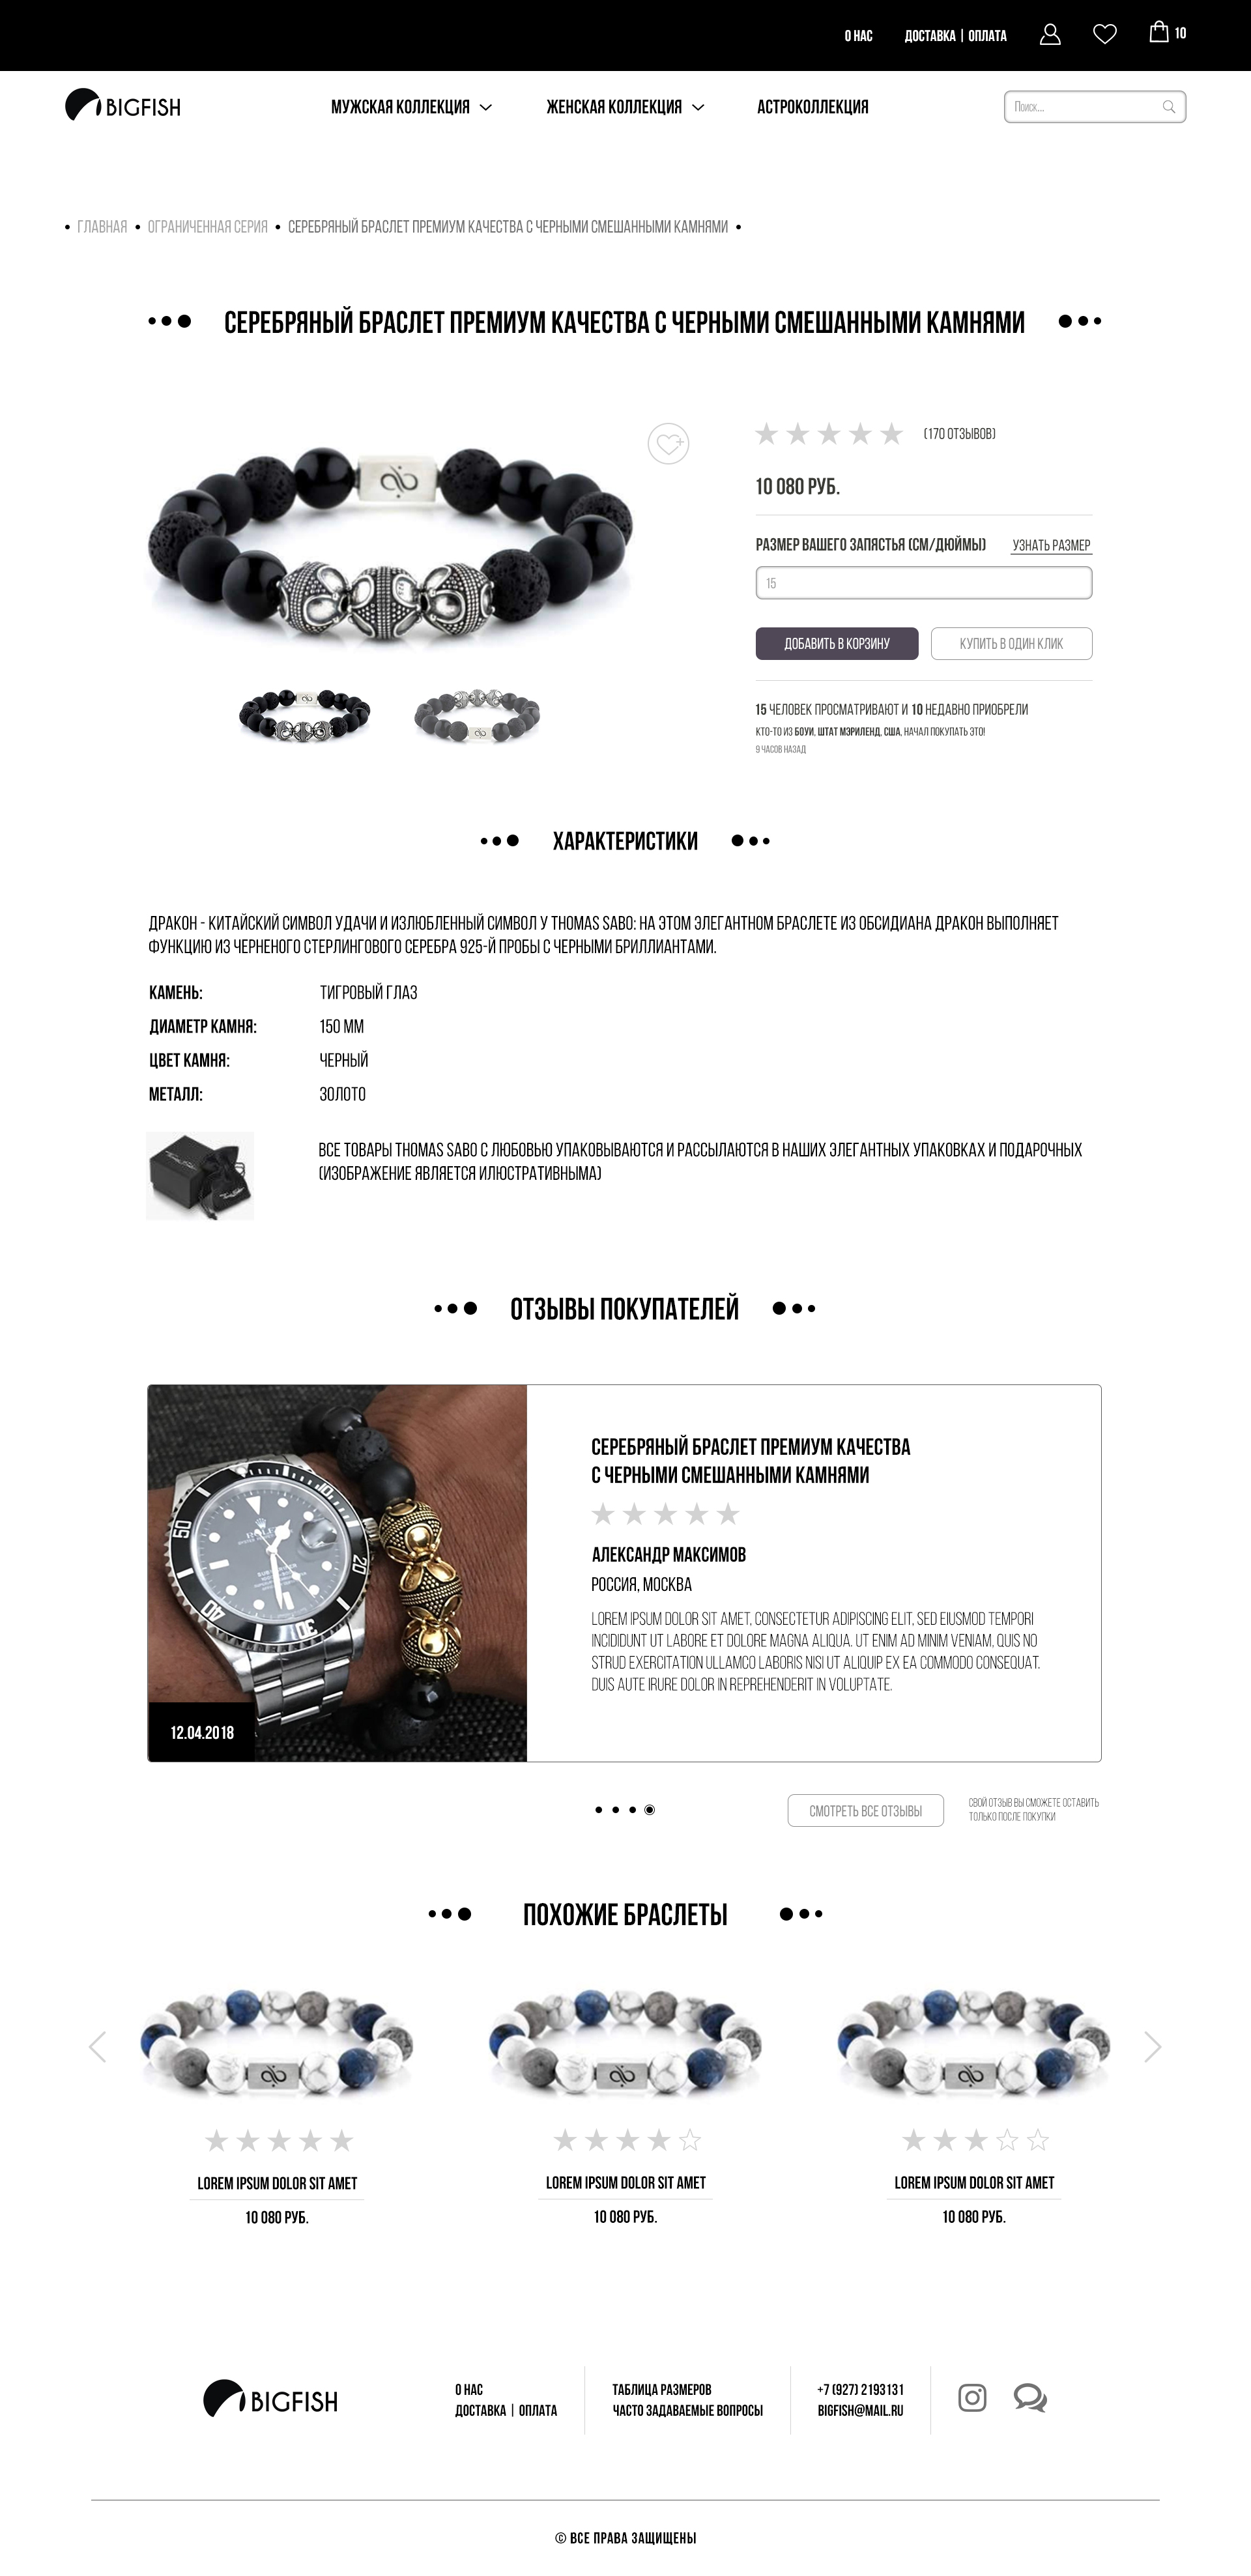 О НАС
ДОСТАВКА | ОПЛАТА
10
BIGFISH
МУЖСКАЯ КОЛЛЕКЦИЯ
ЖЕНСКАЯ КОЛЛЕКЦИЯ
АСТРОКОЛЛЕКЦИЯ
Поиск...
• ГЛАВНАЯ • ОГРАНИЧЕННАЯ СЕРИЯ • СЕРЕБРЯНЫЙ БРАСЛЕТ ПРЕМИУМ КАЧЕСТВА С ЧЕРНЫМИ СМЕШАННЫМИ КАМНЯМИ •
СЕРЕБРЯНЫЙ БРАСЛЕТ ПРЕМИУМ КАЧЕСТВА С ЧЕРНЫМИ СМЕШАННЫМИ КАМНЯМИ
(170 ОТЗЫВОВ)
10 080 РУБ.
РАЗМЕР ВАШЕГО ЗАПЯСТЬЯ (СМ/ДЮЙМЫ)
УЗНАТЬ РАЗМЕР
15
ДОБАВИТЬ В КОРЗИНУ
КУПИТЬ В ОДИН КЛИК
15 ЧЕЛОВЕК ПРОСМАТРИВАЮТ И 10 НЕДАВНО ПРИОБРЕЛИ
КТО-ТО ИЗ БОУИ, ШТАТ МЭРИЛЕНД, США, НАЧАЛ ПОКУПАТЬ ЭТО!
9 ЧАСОВ НАЗАД
ХАРАКТЕРИСТИКИ
ДРАКОН - КИТАЙСКИЙ СИМВОЛ УДАЧИ И ИЗЛЮБЛЕННЫЙ СИМВОЛ У THOMAS SABO: НА ЭТОМ ЭЛЕГАНТНОМ БРАСЛЕТЕ ИЗ ОБСИДИАНА ДРАКОН ВЫПОЛНЯЕТ
ФУНКЦИЮ ИЗ ЧЕРНЕНОГО СТЕРЛИНГОВОГО СЕРЕБРА 925-Й ПРОБЫ С ЧЕРНЫМИ БРИЛЛИАНТАМИ.
КАМЕНЬ: ТИГРОВЫЙ ГЛАЗ
ДИАМЕТР КАМНЯ: 150 ММ
ЦВЕТ КАМНЯ: ЧЕРНЫЙ
МЕТАЛЛ: ЗОЛОТО
ВСЕ ТОВАРЫ THOMAS SABO С ЛЮБОВЬЮ УПАКОВЫВАЮТСЯ И РАССЫЛАЮТСЯ В НАШИХ ЭЛЕГАНТНЫХ УПАКОВКАХ И ПОДАРОЧНЫХ
(ИЗОБРАЖЕНИЕ ЯВЛЯЕТСЯ ИЛЮСТРАТИВНЫМА)
ОТЗЫВЫ ПОКУПАТЕЛЕЙ
50
40
30
20
ROLEX
12.04.2018
СЕРЕБРЯНЫЙ БРАСЛЕТ ПРЕМИУМ КАЧЕСТВА
С ЧЕРНЫМИ СМЕШАННЫМИ КАМНЯМИ
АЛЕКСАНДР МАКСИМОВ
РОССИЯ, МОСКВА
LOREM IPSUM DOLOR SIT AMET, CONSECTETUR ADIPISCING ELIT, SED EIUSMOD TEMPORI
INCIDIDUNT UT LABORE ET DOLORE MAGNA ALIQUA. UT ENIM AD MINIM VENIAM, QUIS NO
STRUD EXERCITATION ULLAMCO LABORIS NISI UT ALIQUIP EX EA COMMODO CONSEQUAT.
DUIS AUTE IRURE DOLOR IN REPREHENDERIT IN VOLUPTATE.
СМОТРЕТЬ ВСЕ ОТЗЫВЫ
СВОЙ ОТЗЫВ ВЫ СМОЖЕТЕ ОСТАВИТЬ
ТОЛЬКО ПОСЛЕ ПОКУПКИ
ПОХОЖИЕ БРАСЛЕТЫ
LOREM IPSUM DOLOR SIT AMET
10 080 РУБ.
LOREM IPSUM DOLOR SIT AMET
10 080 РУБ.
LOREM IPSUM DOLOR SIT AMET
10 080 РУБ.
BIGFISH
О НАС
ДОСТАВКА | ОПЛАТА
ТАБЛИЦА РАЗМЕРОВ
ЧАСТО ЗАДАВАЕМЫЕ ВОПРОСЫ
+7 (927) 2193131
BIGFISH@MAIL.RU
© ВСЕ ПРАВА ЗАЩИЩЕНЫ